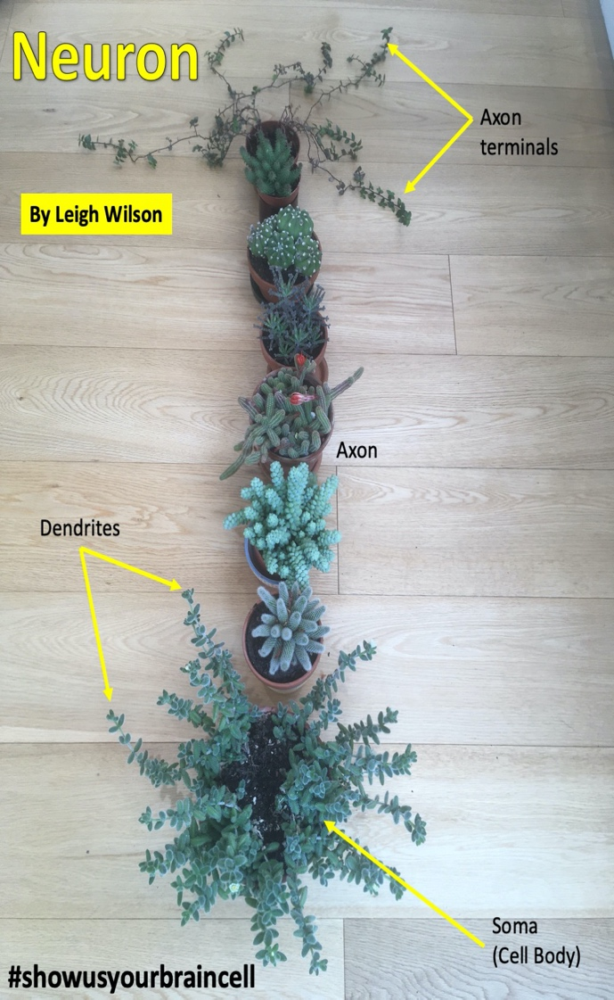 Neuron
Axon
terminals
By Leigh Wilson
Axon
Dendrites
Soma
(Cell Body)
#showusyourbraincell